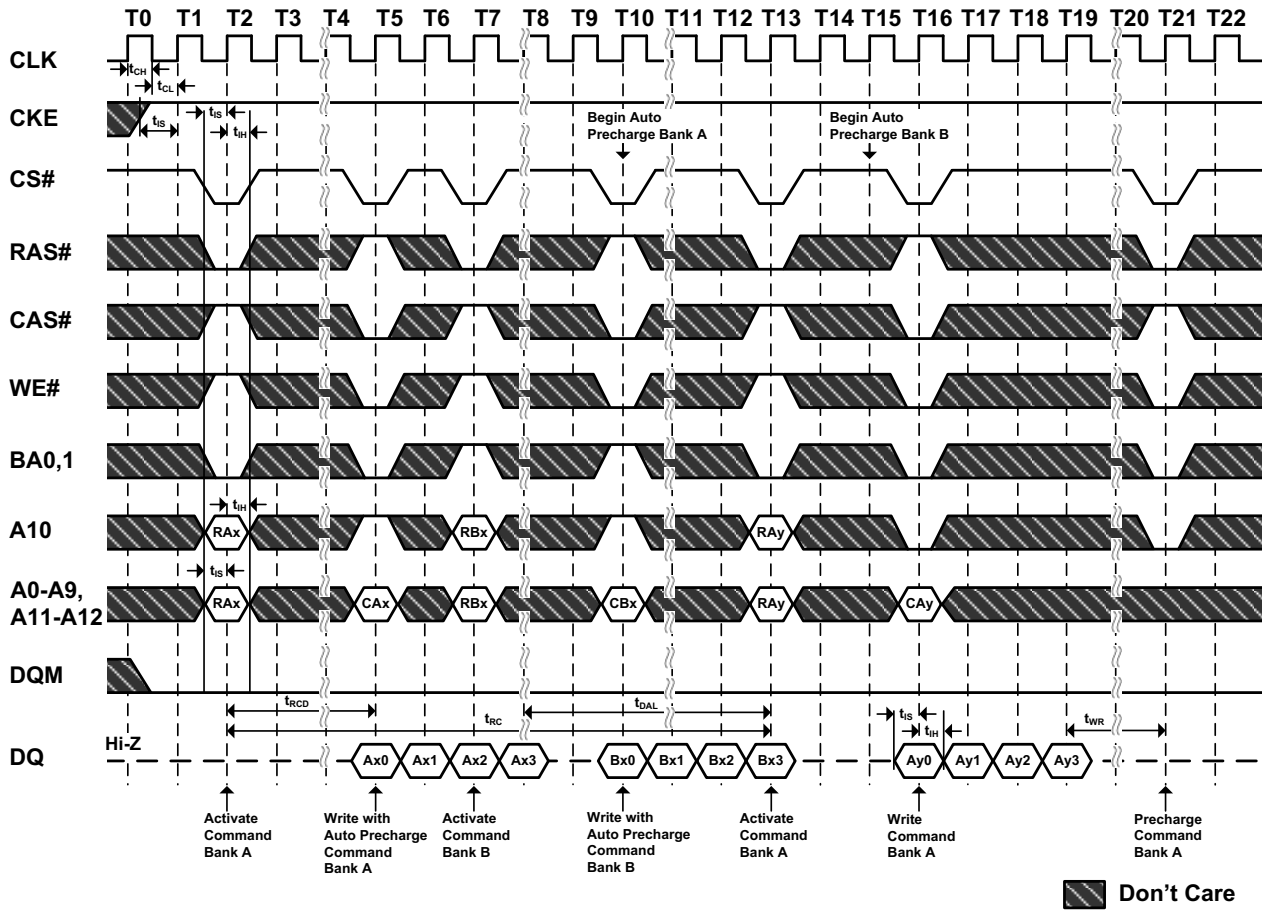 T0 T1 T2 T3 T4 T5 T6 T7 T8 T9 T10 T11 T12 T13 T14 T15 T16 T17 T18 T19 T20 T21 T22
CLK
tCH
tCL
CKE
tIS
tIS
tIH
Begin Auto
Precharge Bank A
Begin Auto
Precharge Bank B
CS#
RAS#
CAS#
WE#
BA0,1
tIH
A10
RAx RBx RAy
tIS
A0-A9,
A11-A12
RAx CAx RBx CBx RAy CAy
DQM
tRCD
tDAL
tRC
tIS
tIH
tWR
Hi-Z
DQ
Ax0 Ax1 Ax2 Ax3 Bx0 Bx1 Bx2 Bx3 Ay0 Ay1 Ay2 Ay3
Activate
Command
Bank A
Write with
Auto Precharge
Command
Bank A
Activate
Command
Bank B
Write with
Auto Precharge
Command
Bank B
Activate
Command
Bank A
Write
Command
Bank A
Precharge
Command
Bank A
Don't Care